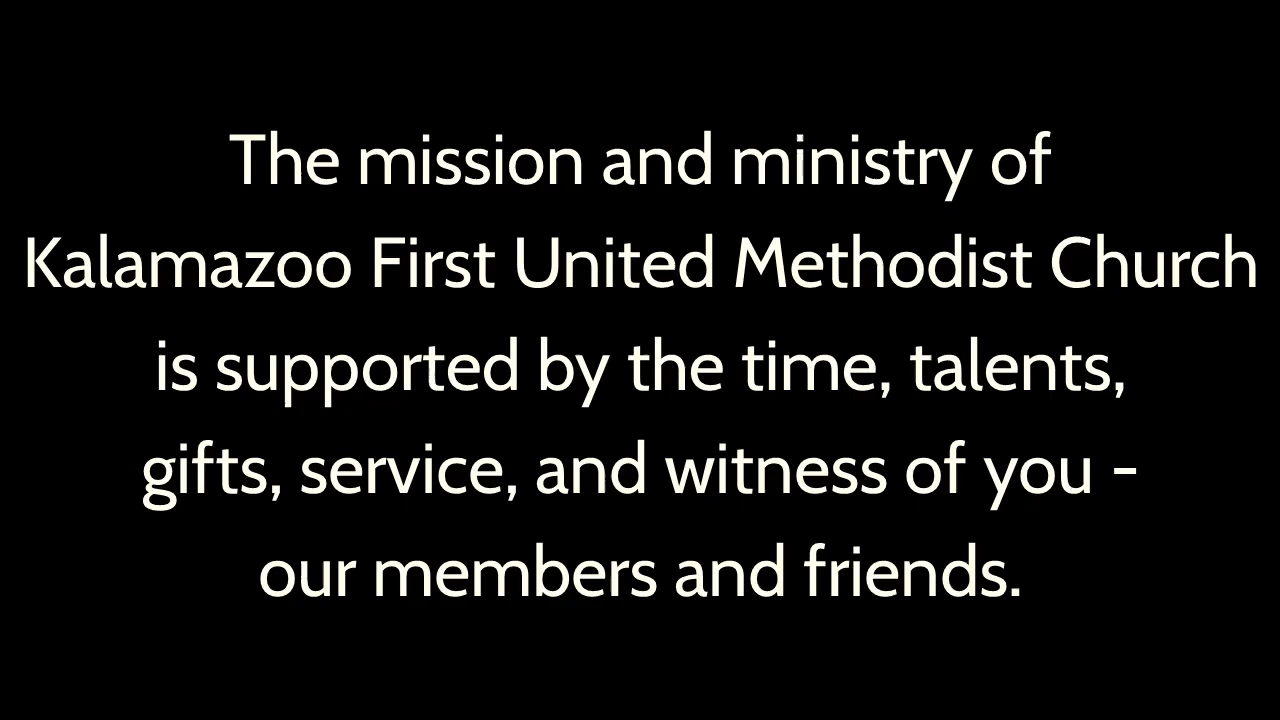 The mission and ministry of
Kalamazoo First United Methodist Church
is supported by the time, talents,
gifts, service, and witness of you -
our members and friends.